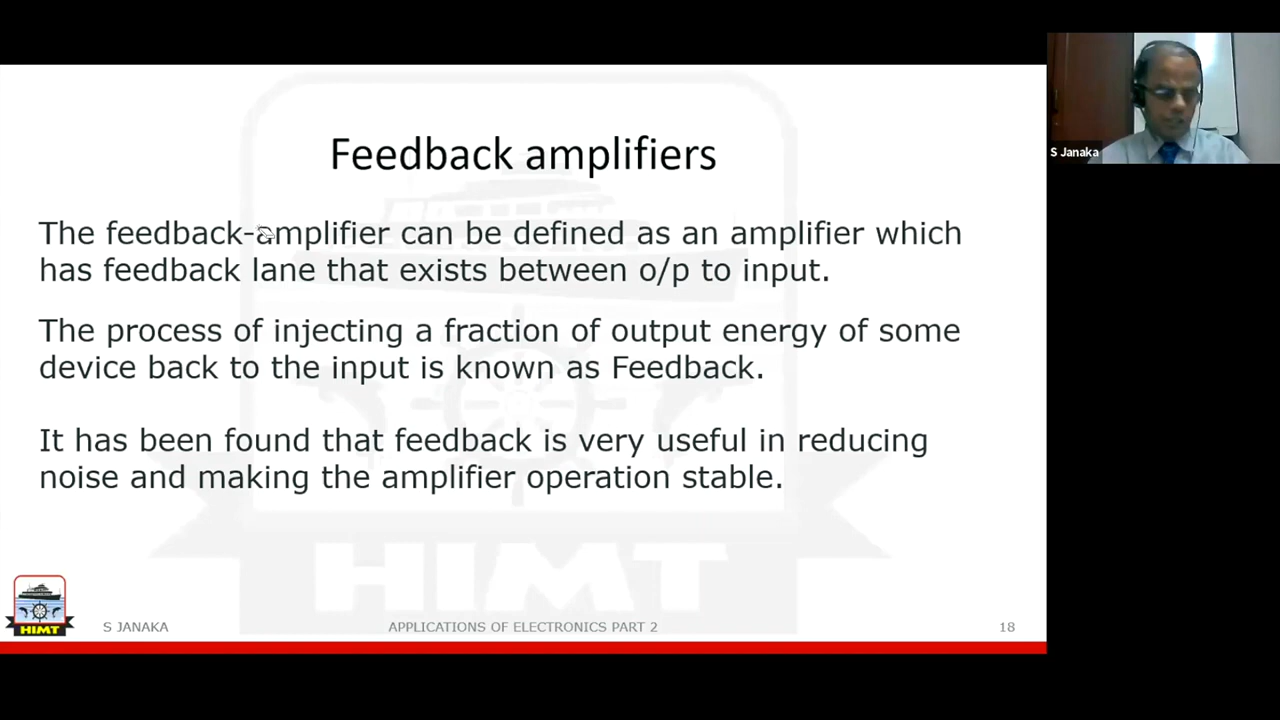 Feedback amplifiers
The feedback-amplifier can be defined as an amplifier which
has feedback lane that exists between o/p to input.
The process of injecting a fraction of output energy of some
device back to the input is known as Feedback.
It has been found that feedback is very useful in reducing
noise and making the amplifier operation stable.
HIMT
HIMT
S JANAKA
APPLICATIONS OF ELECTRONICS PART 2
18
S Janaka